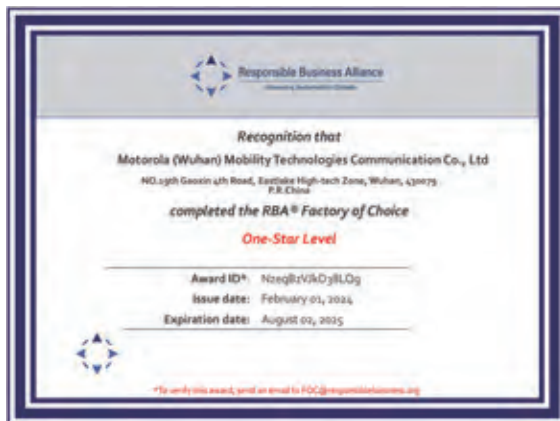 Responsible Business Alliance
Recognition that
Motorola (Wuhan) Mobility Technologies Communication Co., Ltd
NO.19th Gaoxin 4th Road, Eastlake High-tech Zone, Wuhan, 430079
P.R.China
completed the RBA® Factory of Choice
One-Star Level
Award ID*:
Issue date: February 01, 2024
Expiration date: August 02, 2025
*To verify this award, send an email to FOC@responsiblebusiness.org